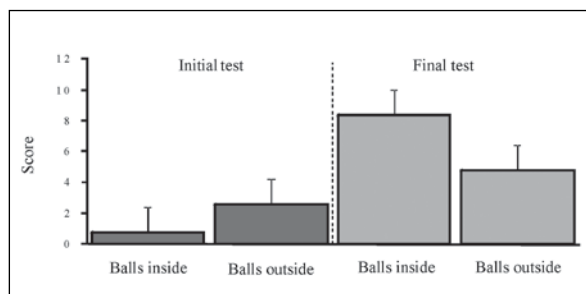 Initial test
Final test
Score
12
10
8
6
4
2
0
Balls inside
Balls outside
Balls inside
Balls outside